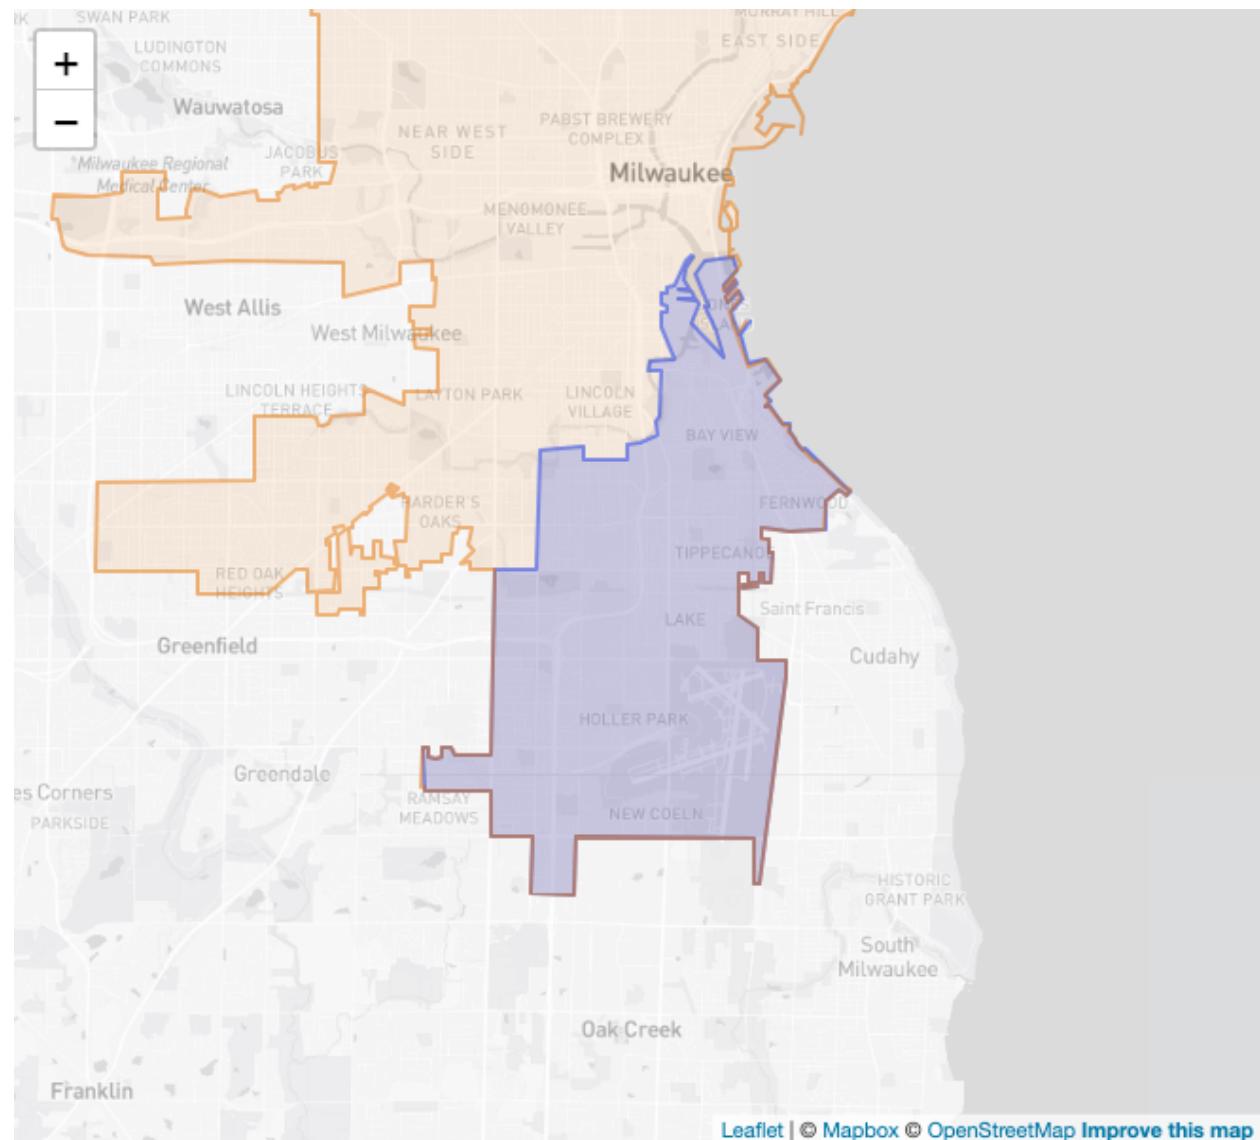 RK
SWAN PARK
MURRAY HILL
EAST SIDE
+
LUDINGTON
COMMONS
−
Wauwatosa
NEAR WEST
SIDE
PABST BREWERY
COMPLEX
JACOBUS
PARK
Milwaukee Regional
Medical Center
Milwaukee
MENOMONEE
VALLEY
West Allis
West Milwaukee
LINCOLN HEIGHTS
TERRACE
LAYTON PARK
LINCOLN
VILLAGE
BAY VIEW
HARDER'S
OAKS
FERNWOOD
TIPPECANOE
RED OAK
HEIGHTS
LAKE
Saint Francis
Greenfield
Cudahy
HOLLER PARK
Greendale
es Corners
PARKSIDE
RAMSAY
MEADOWS
NEW COELN
HISTORIC
GRANT PARK
South
Milwaukee
Oak Creek
Franklin
Leaflet | © Mapbox © OpenStreetMap Improve this map